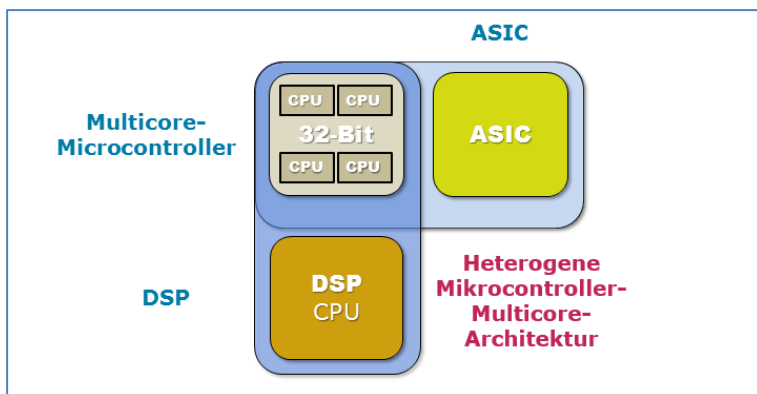 ASIC
Multicore-
Microcontroller
CPU CPU
32-Bit
CPU CPU
ASIC
DSP
DSP
CPU
Heterogene
Mikrocontroller-
Multicore-
Architektur